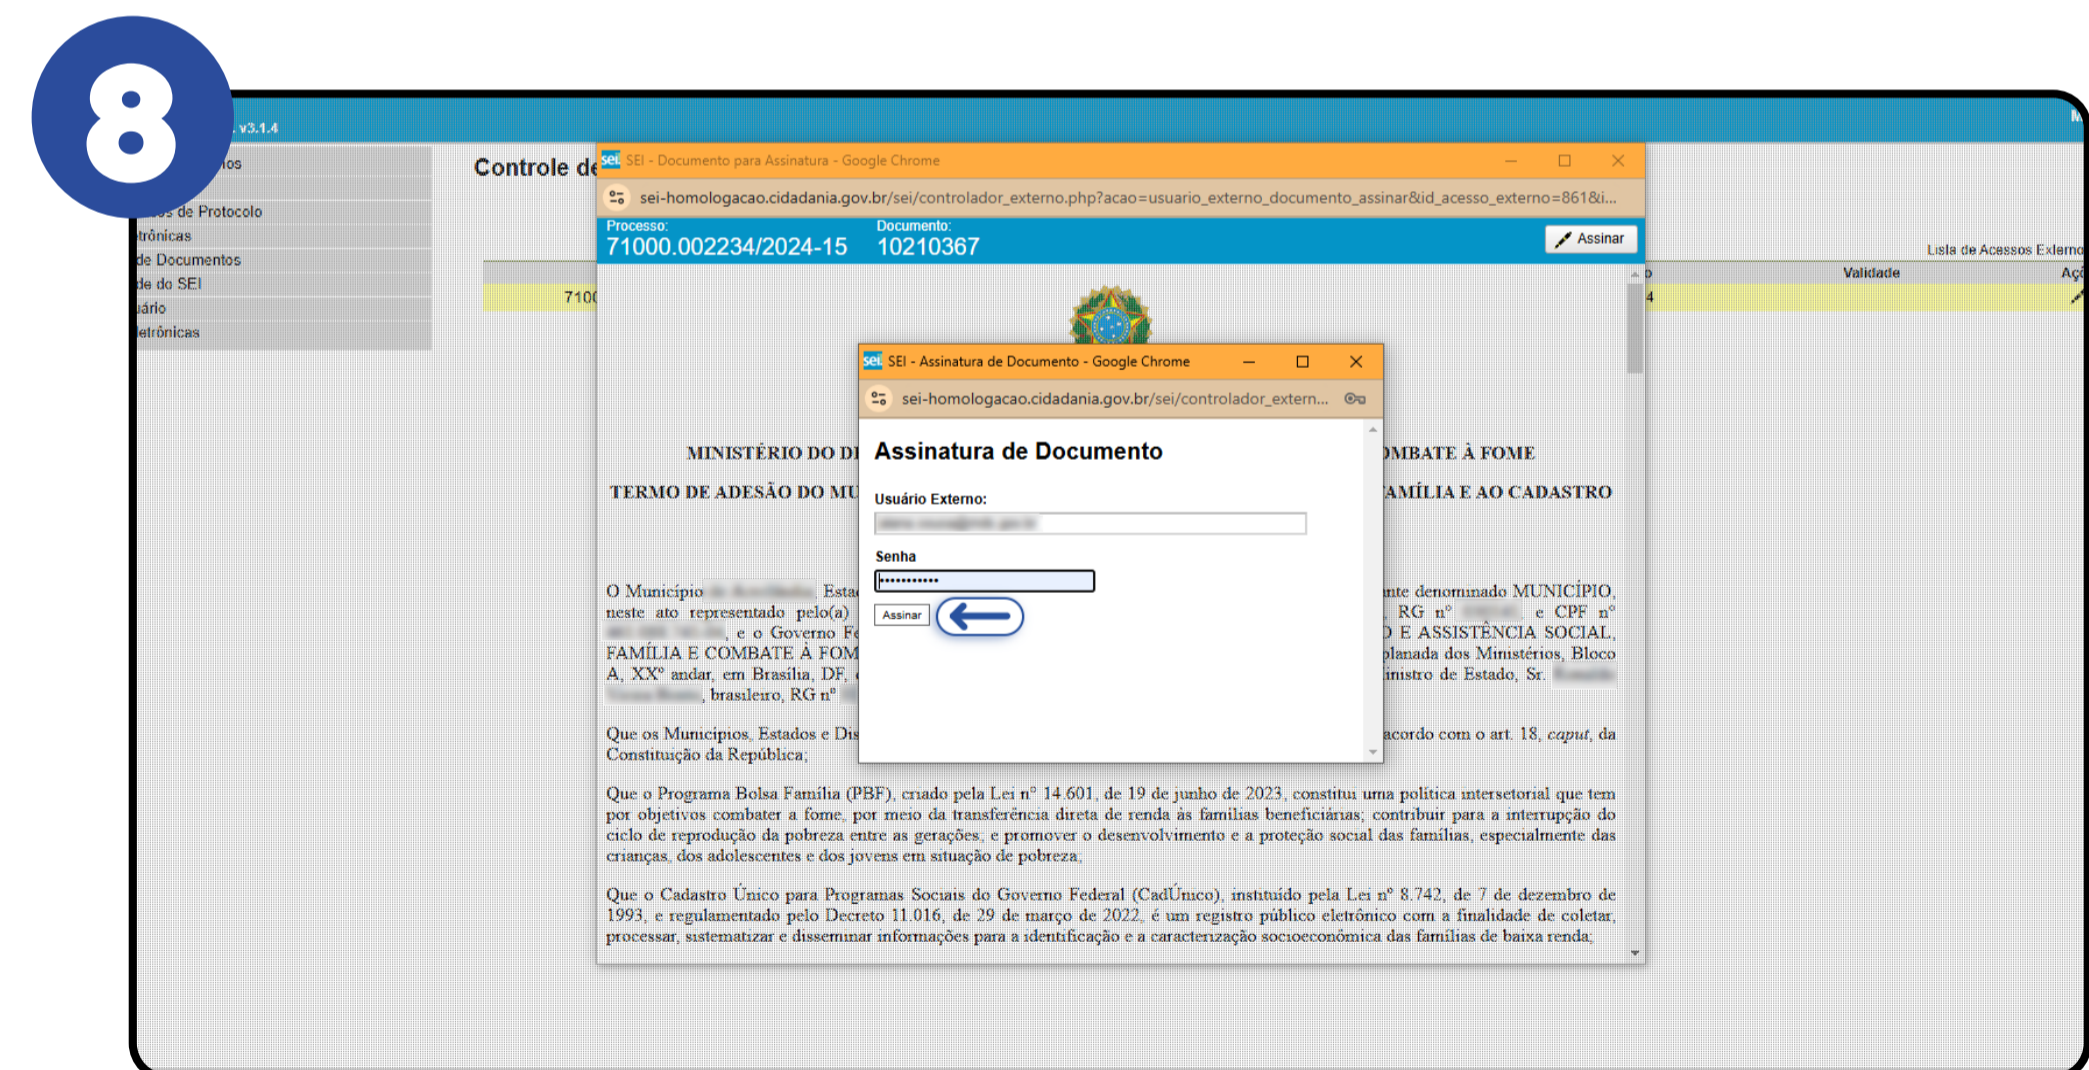 8
v3.1.4
Controle de
de Protocolo
trônicas
de Documentos
de do SEI
letrônicas
Lista de Acessos Externo
Validade
7100
4
sei. SEI - Documento para Assinatura - Google Chrome
sei-homologacao.cidadania.gov.br/sei/controlador_externo.php?acao=usuario_externo_documento_assinar&id_acesso_externo=861&i...
Processo:
71000.002234/2024-15
Documento:
10210367
Assinar
MINISTÉRIO DO D
OMBATE À FOME
TERMO DE ADESÃO DO MU
AMÍLIA E AO CADASTRO
sei. SEI - Assinatura de Documento - Google Chrome
sei-homologacao.cidadania.gov.br/sei/controlador_extern...
Assinatura de Documento
Usuário Externo:
Senha
•••••••••••
Assinar
O Município , Esta nte denominado MUNICÍPIO,
neste ato representado pelo(a) , RG nº e CPF nº
, e o Governo Fe O E ASSISTÊNCIA SOCIAL,
FAMÍLIA E COMBATE À FOM planada dos Ministérios, Bloco
A, XXº andar, em Brasília, DF, inistro de Estado, Sr.
, brasileiro, RG nº
Que os Municípios, Estados e Dis acordo com o art. 18, caput, da
Constituição da República;
Que o Programa Bolsa Família (PBF), criado pela Lei nº 14.601, de 19 de junho de 2023, constitui uma política intersetorial que tem
por objetivos combater a fome, por meio da transferência direta de renda às famílias beneficiárias; contribuir para a interrupção do
ciclo de reprodução da pobreza entre as gerações; e promover o desenvolvimento e a proteção social das famílias, especialmente das
crianças, dos adolescentes e dos jovens em situação de pobreza;
Que o Cadastro Único para Programas Sociais do Governo Federal (CadÚnico), instituído pela Lei nº 8.742, de 7 de dezembro de
1993, e regulamentado pelo Decreto 11.016, de 29 de março de 2022, é um registro público eletrônico com a finalidade de coletar,
processar, sistematizar e disseminar informações para a identificação e a caracterização socioeconômica das famílias de baixa renda;